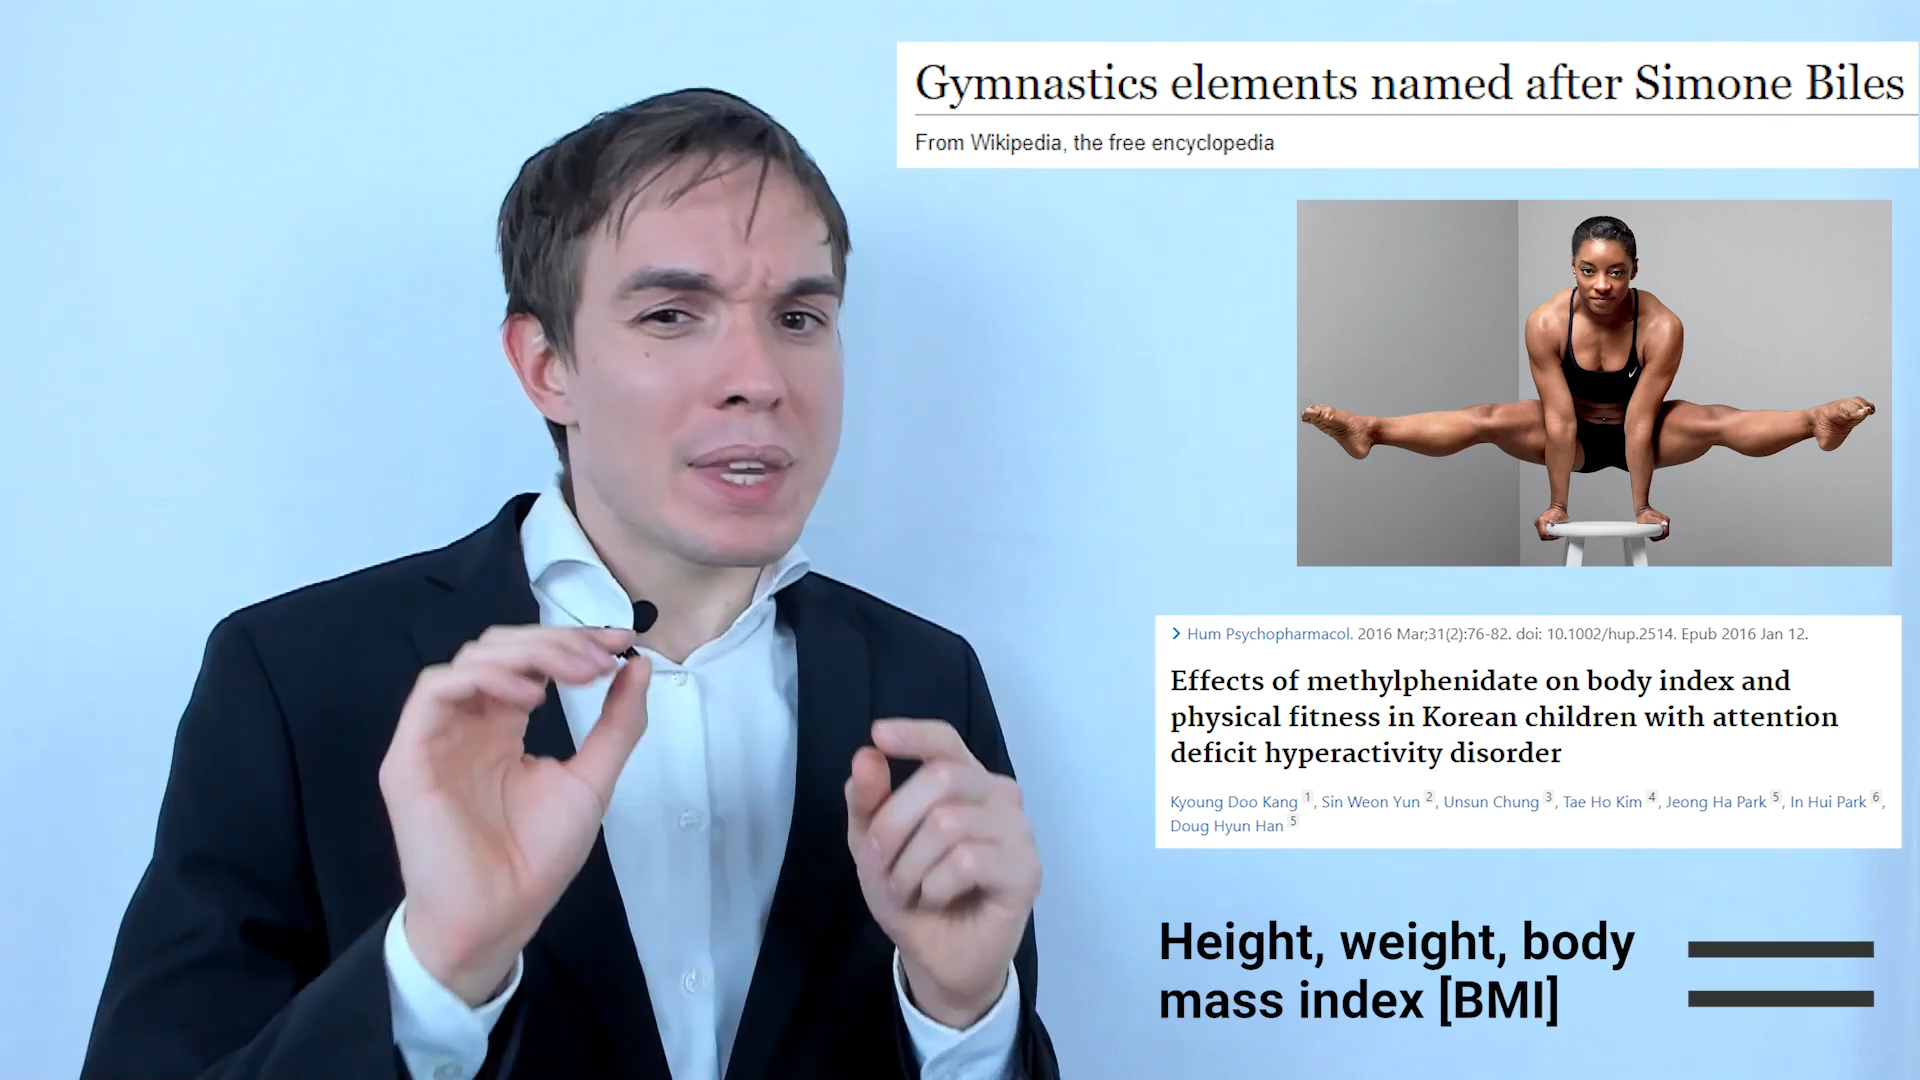 Gymnastics elements named after Simone Biles
From Wikipedia, the free encyclopedia
Hum Psychopharmacol. 2016 Mar;31(2):76-82. doi: 10.1002/hup.2514. Epub 2016 Jan 12.
Effects of methylphenidate on body index and
physical fitness in Korean children with attention
deficit hyperactivity disorder
Kyoung Doo Kang 1, Sin Weon Yun 2, Unsun Chung 3, Tae Ho Kim 4, Jeong Ha Park 5, In Hui Park 6,
Doug Hyun Han 5
Height, weight, body
mass index [BMI]